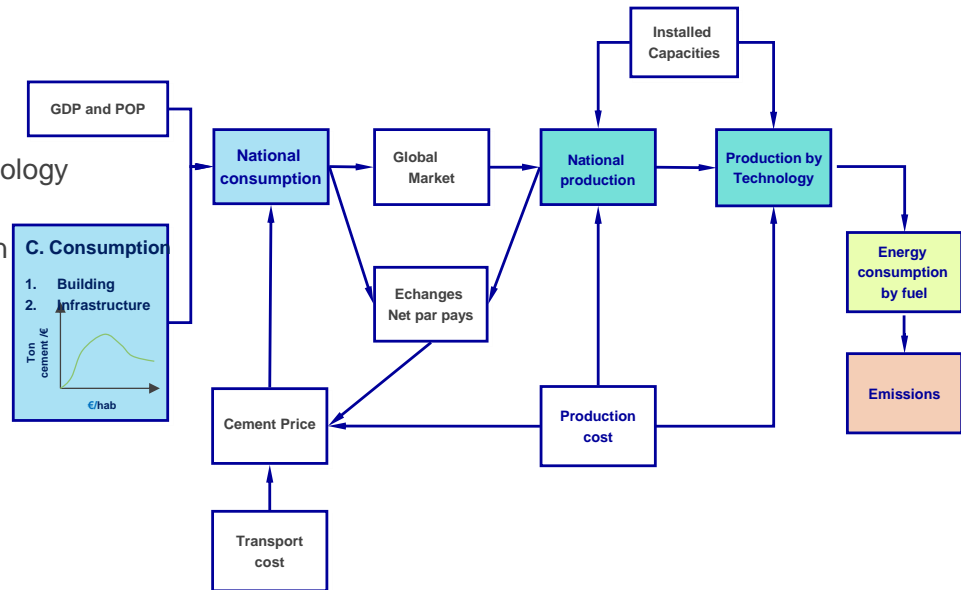 Installed
Capacities
GDP and POP
ology
National
consumption
Global
Market
National
production
Production by
Technology
n
C. Consumption
1. Building
2. Infrastructure
Ton
cement /€
€/hab
Echanges
Net par pays
Energy
consumption
by fuel
Cement Price
Production
cost
Emissions
Transport
cost